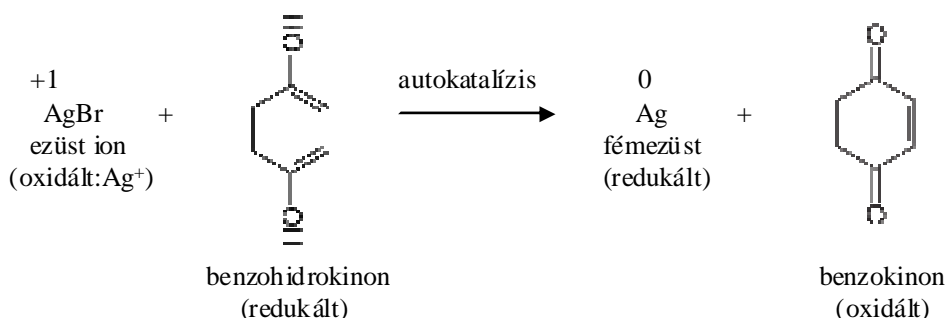 +1
AgBr
ezüst ion
(oxidált:Ag⁺)
+
O
O
benzohidrokinon
(redukált)
autokatalízis
0
Ag
fémezüst
(redukált)
+
O
O
benzokinon
(oxidált)